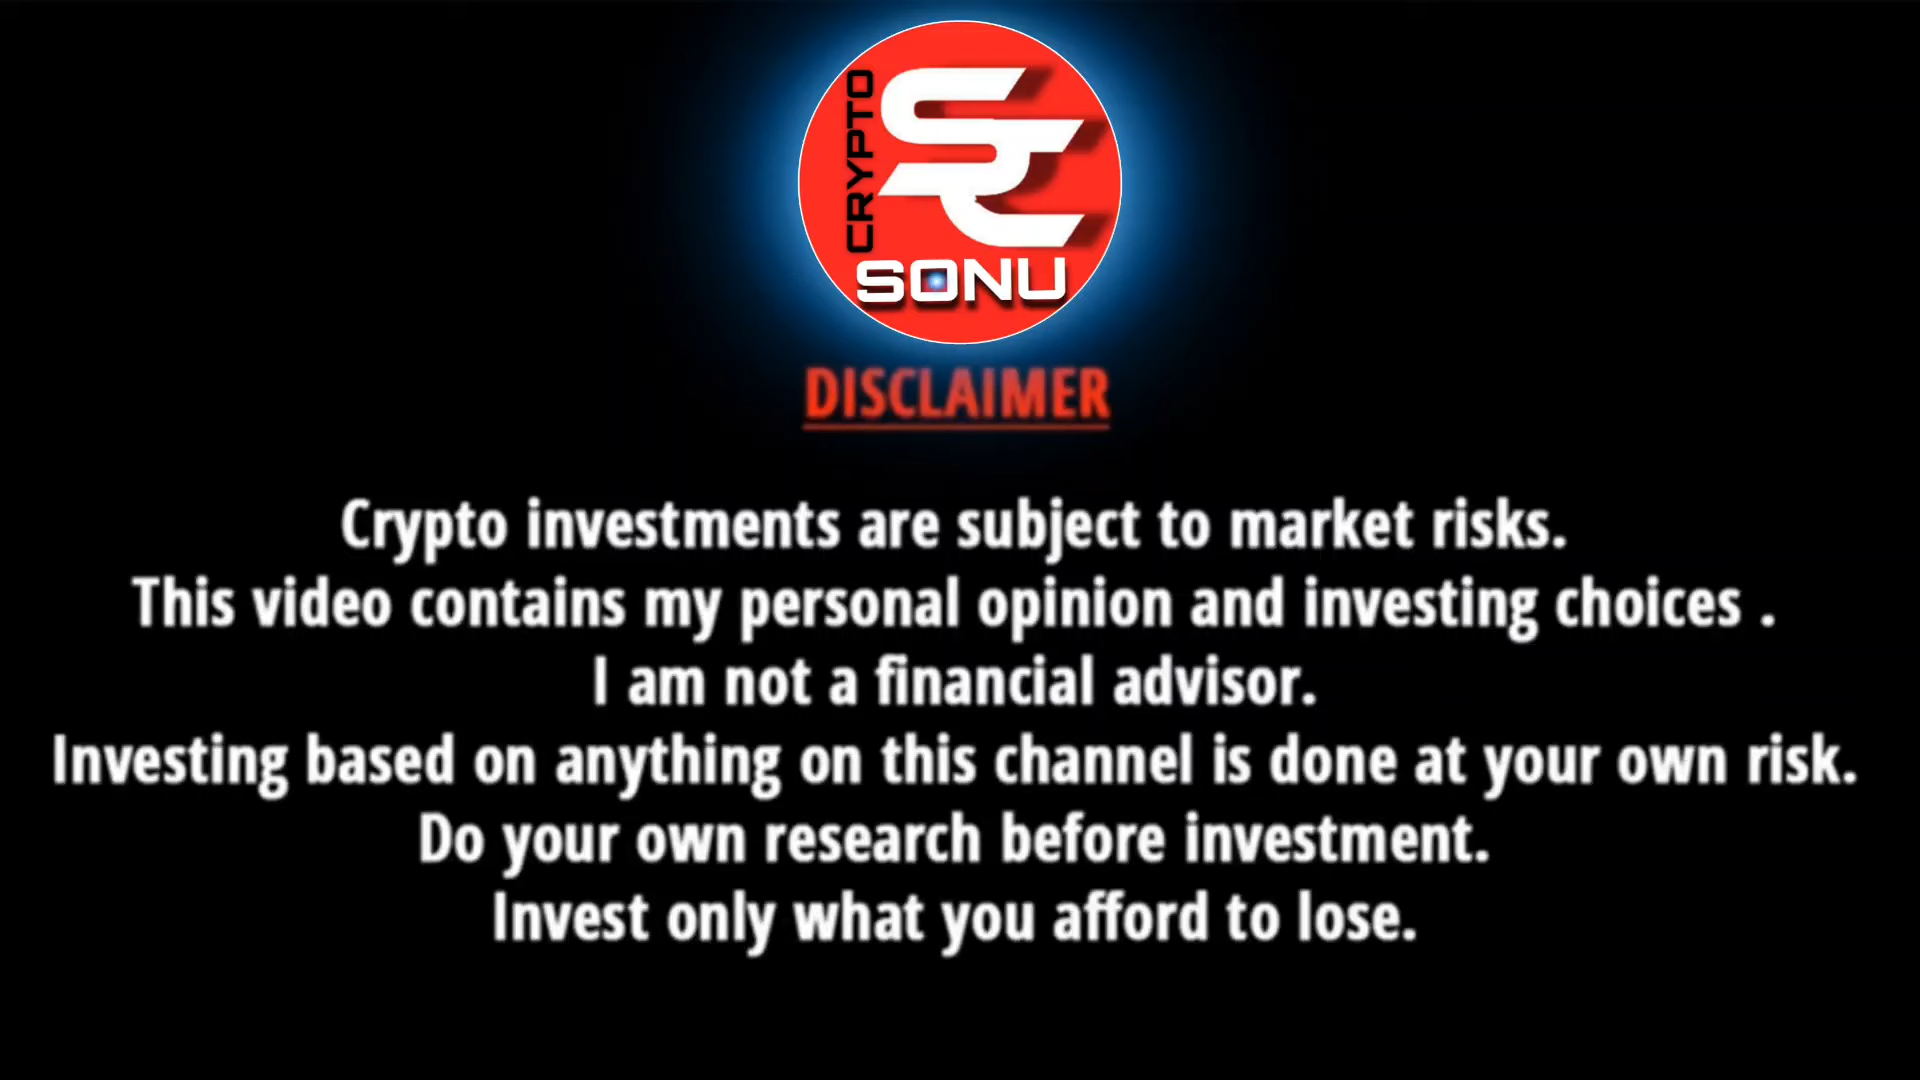 CRYPTO
SC
SONU
DISCLAIMER
Crypto investments are subject to market risks.
This video contains my personal opinion and investing choices .
I am not a financial advisor.
Investing based on anything on this channel is done at your own risk.
Do your own research before investment.
Invest only what you afford to lose.